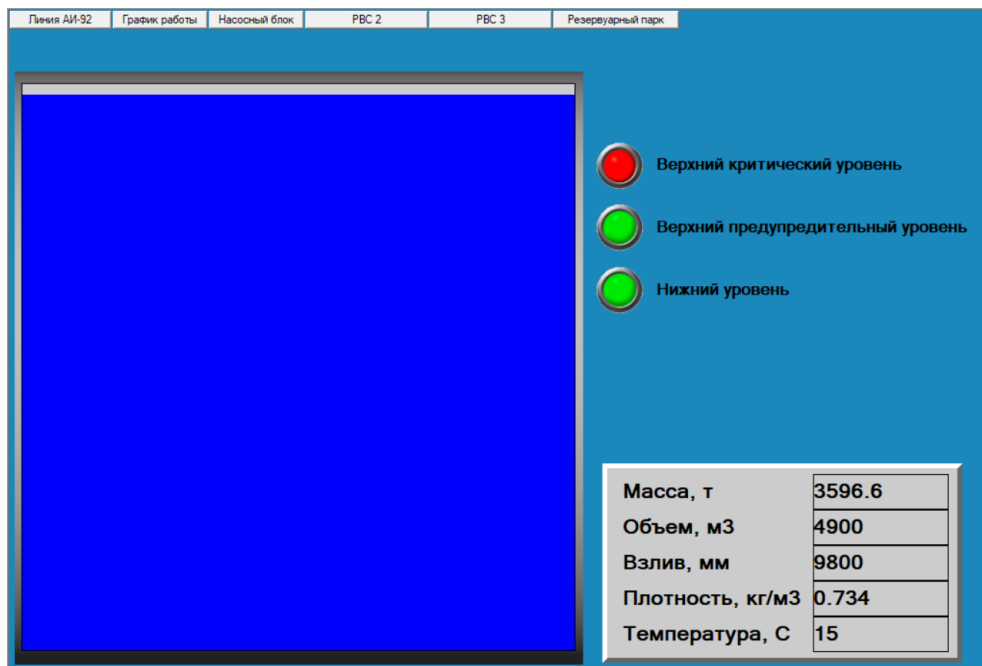 Линия АИ-92 График работы Насосный блок РВС 2 РВС 3 Резервуарный парк
Верхний критический уровень
Верхний предупредительный уровень
Нижний уровень
Масса, т 3596.6
Объем, м3 4900
Взлив, мм 9800
Плотность, кг/м3 0.734
Температура, С 15